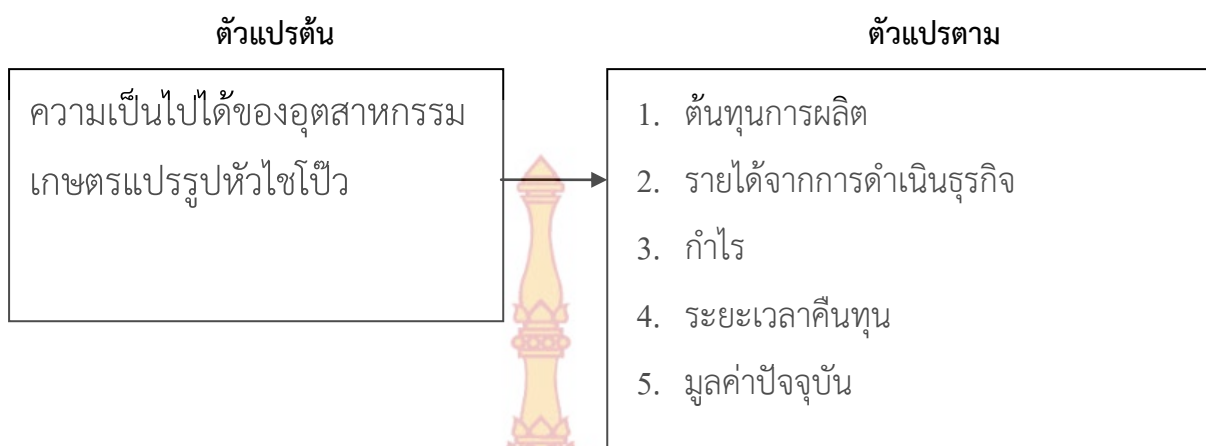 ตัวแปรต้น
ตัวแปรตาม
ความเป็นไปได้ของอุตสาหกรรม
เกษตรแปรรูปหัวไชโป๊ว
1. ต้นทุนการผลิต
2. รายได้จากการดำเนินธุรกิจ
3. กำไร
4. ระยะเวลาคืนทุน
5. มูลค่าปัจจุบัน